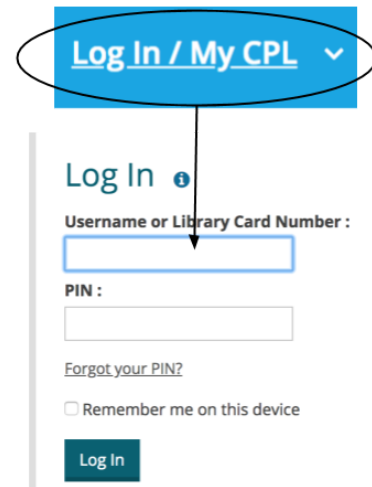 Log In / My CPL
Log In
Username or Library Card Number :
PIN :
Forgot your PIN?
Remember me on this device
Log In